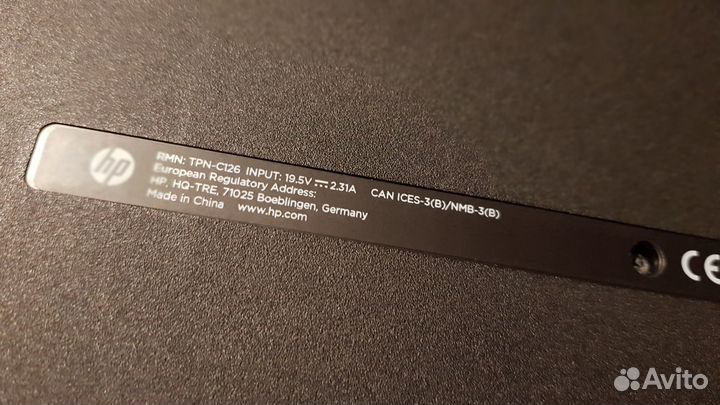 hp
RMN: TPN-C126 INPUT: 19.5V⎓2.31A CAN ICES-3(B)/NMB-3(B)
European Regulatory Address:
HP, HQ-TRE, 71025 Boeblingen, Germany
Made in China www.hp.com
CE
Avito